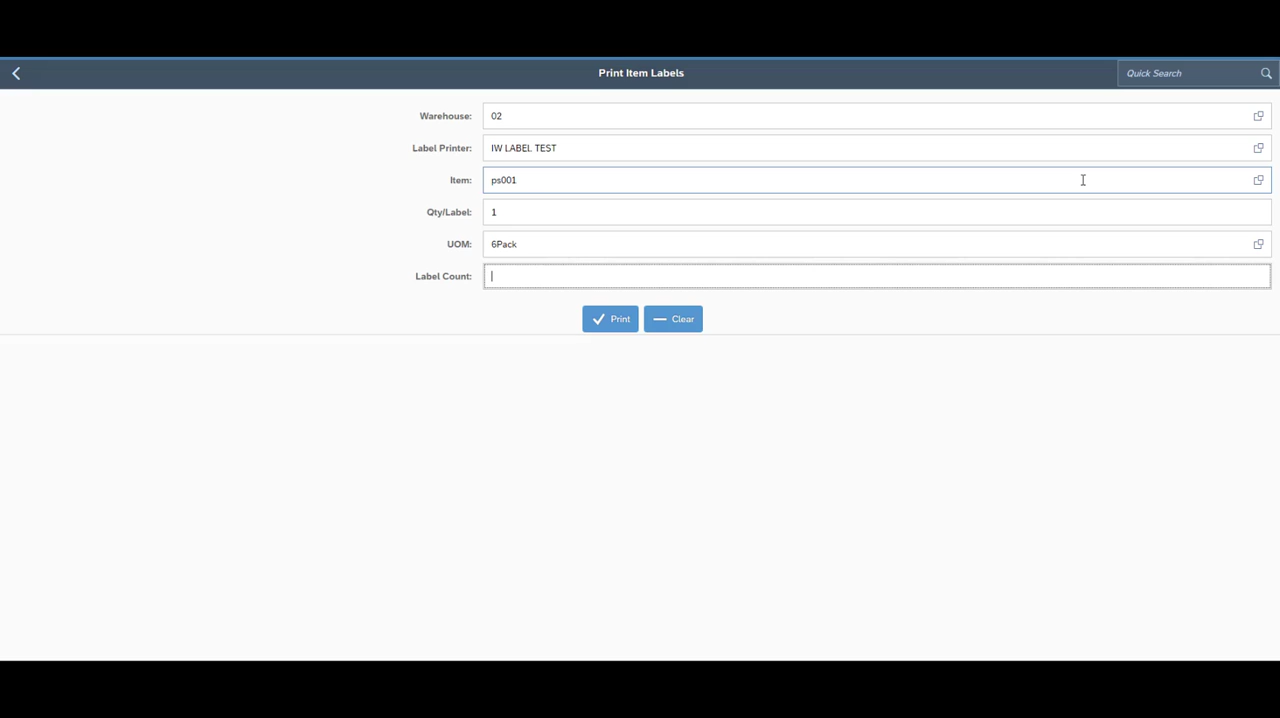 Print Item Labels
Quick Search
Warehouse: 02
Label Printer: IW LABEL TEST
Item: ps001
Qty/Label: 1
UOM: 6Pack
Label Count:
Print Clear